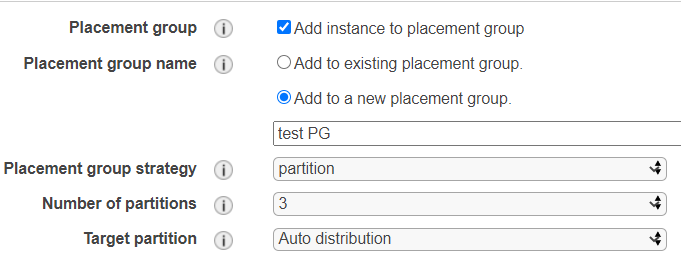 Placement group i Add instance to placement group
Placement group name i Add to existing placement group.
Add to a new placement group.
test PG
Placement group strategy i partition
Number of partitions i 3
Target partition i Auto distribution